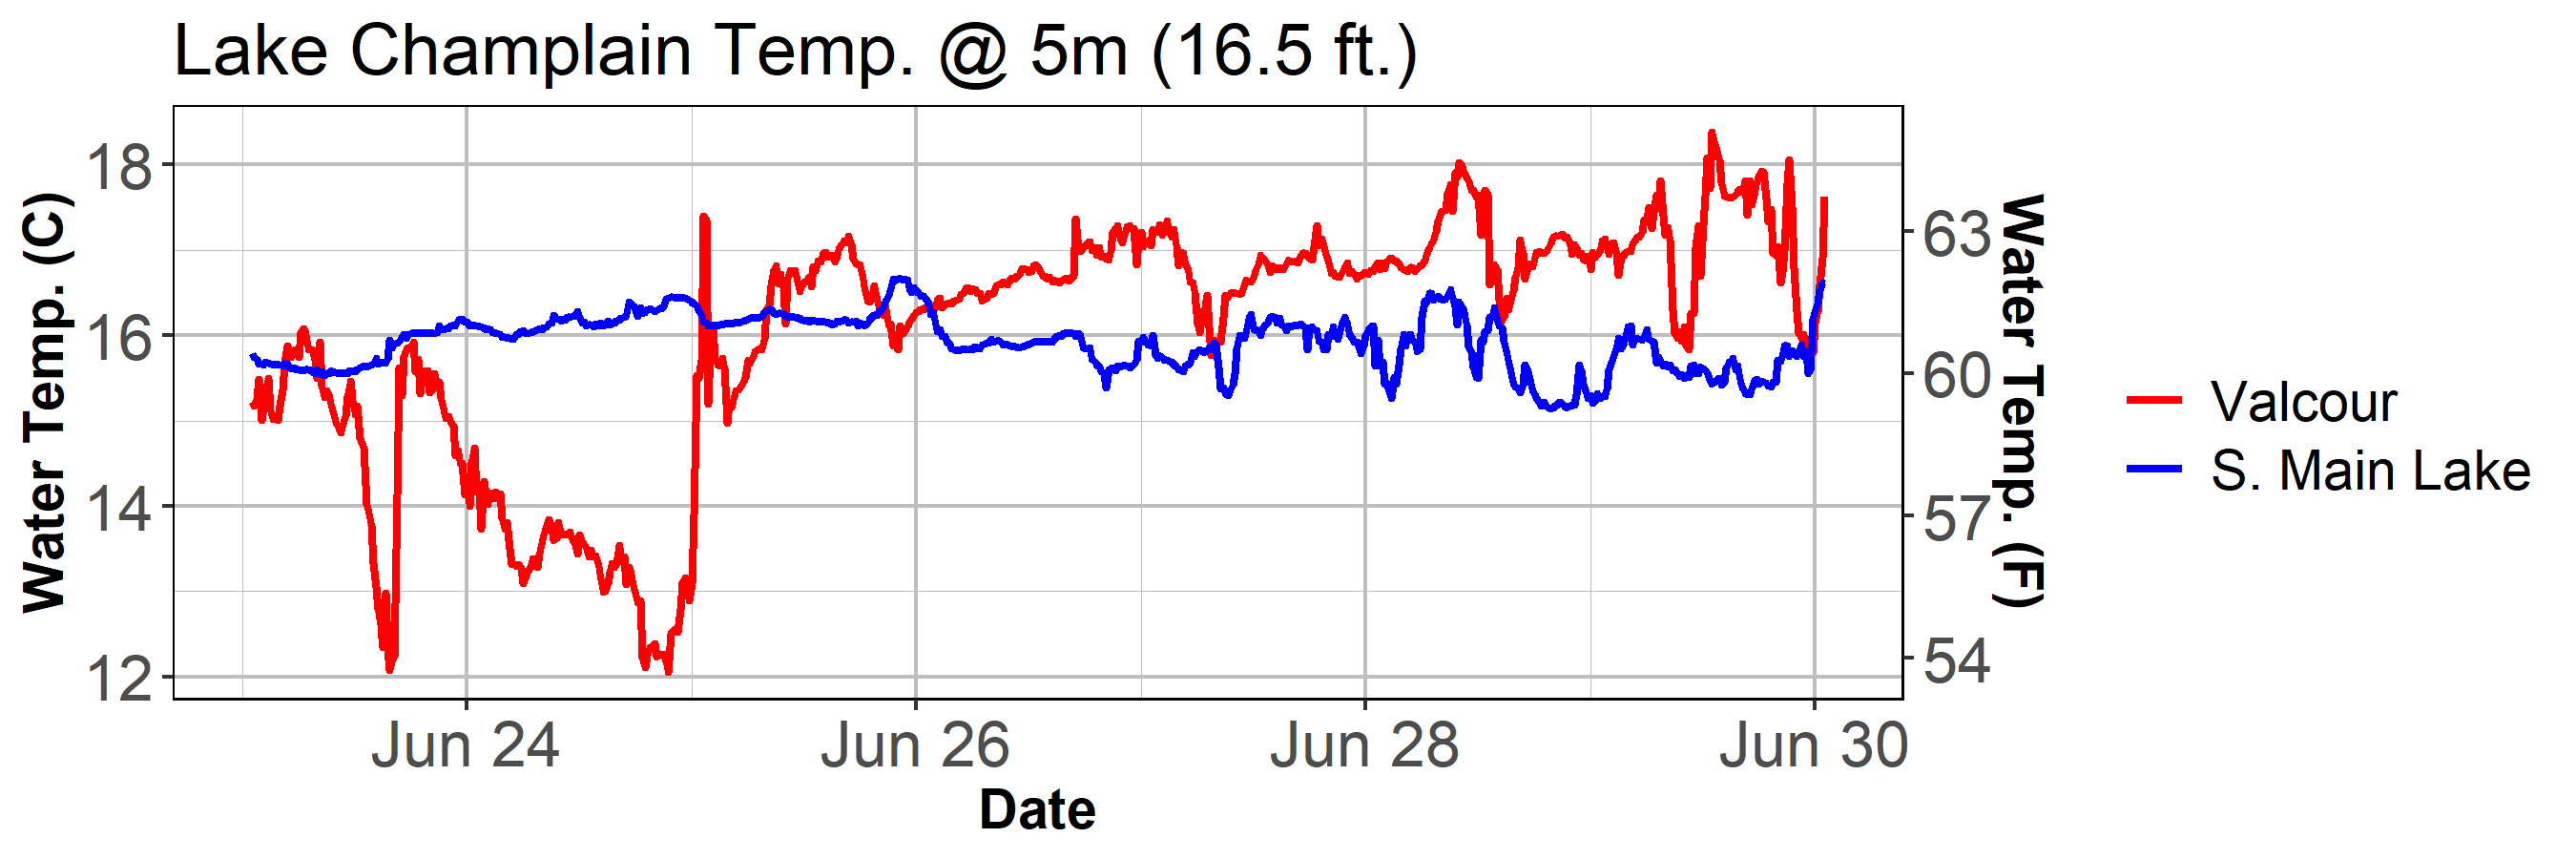 Lake Champlain Temp. @ 5m (16.5 ft.)
Water Temp. (C)
18
16
14
12
63
60
57
54
Water Temp. (F)
Jun 24
Jun 26
Jun 28
Jun 30
Date
Valcour
S. Main Lake